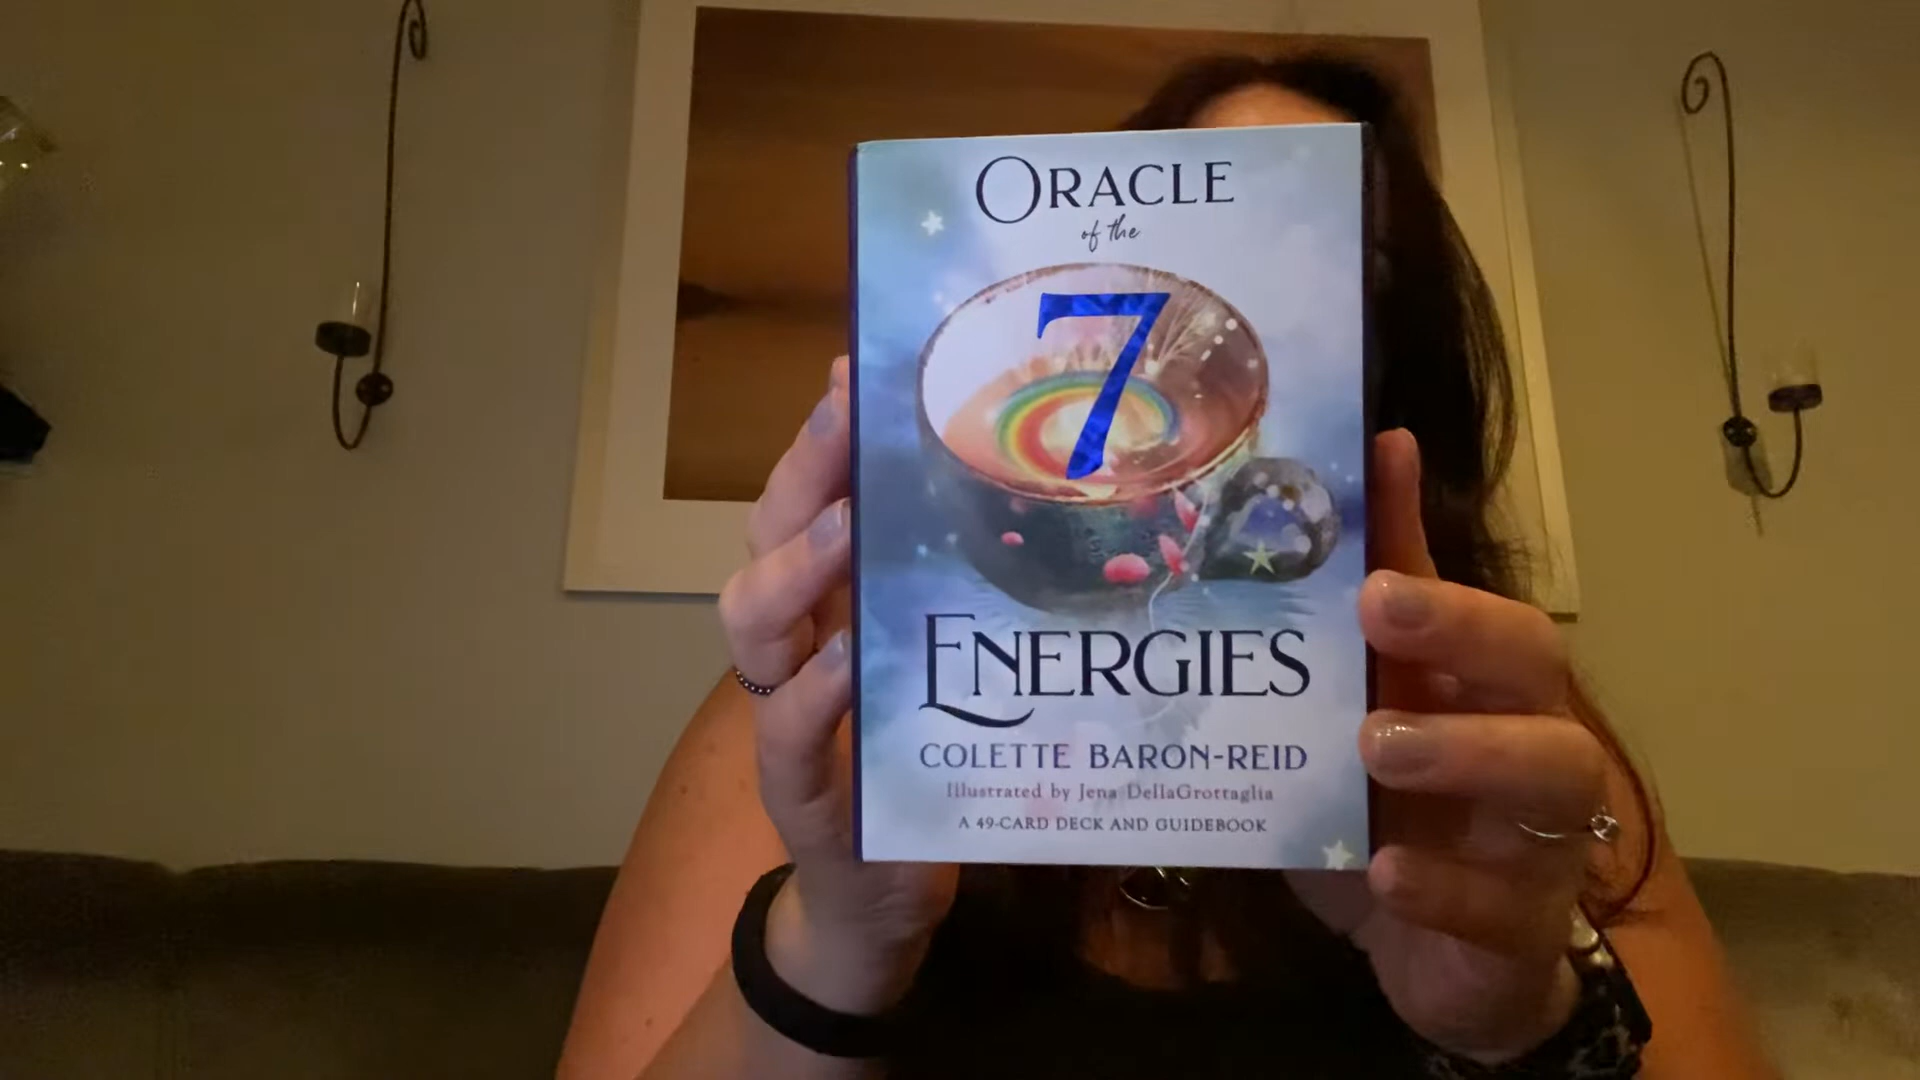 ORACLE
of the
7
ENERGIES
COLETTE BARON-REID
Illustrated by Jena DellaGrottaglia
A 49-CARD DECK AND GUIDEBOOK